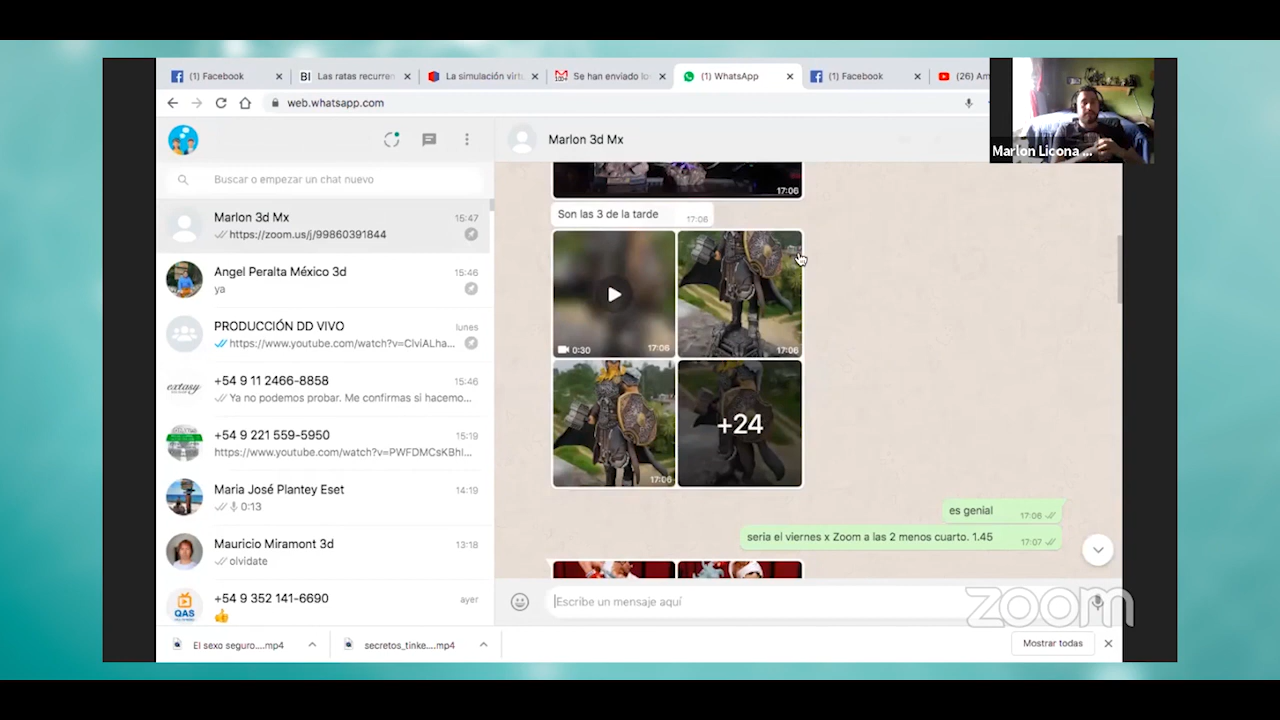 (1) Facebook
BI Las ratas recurren
La simulación virtu
100+ Se han enviado lo
(1) WhatsApp
(1) Facebook
(26) Am
web.whatsapp.com
Marlon Licona ...
Marlon 3d Mx
17:06
Buscar o empezar un chat nuevo
Marlon 3d Mx 15:47
https://zoom.us/j/99860391844
Angel Peralta México 3d 15:46
ya
PRODUCCIÓN DD VIVO lunes
https://www.youtube.com/watch?v=ClviALha...
extasy
+54 9 11 2466-8858 15:46
Ya no podemos probar. Me confirmas si hacemo...
+54 9 221 559-5950 15:19
https://www.youtube.com/watch?v=PWFDMCsKBhI...
Maria José Plantey Eset 14:19
0:13
Mauricio Miramont 3d 13:18
olvidate
QAS
+54 9 352 141-6690 ayer
👍
Son las 3 de la tarde 17:06
0:30 17:06
17:06
17:06
+24
es genial 17:06
seria el viernes x Zoom a las 2 menos cuarto. 1.45 17:07
Escribe un mensaje aquí
zoom
El sexo seguro....mp4
secretos_tinke....mp4
Mostrar todas